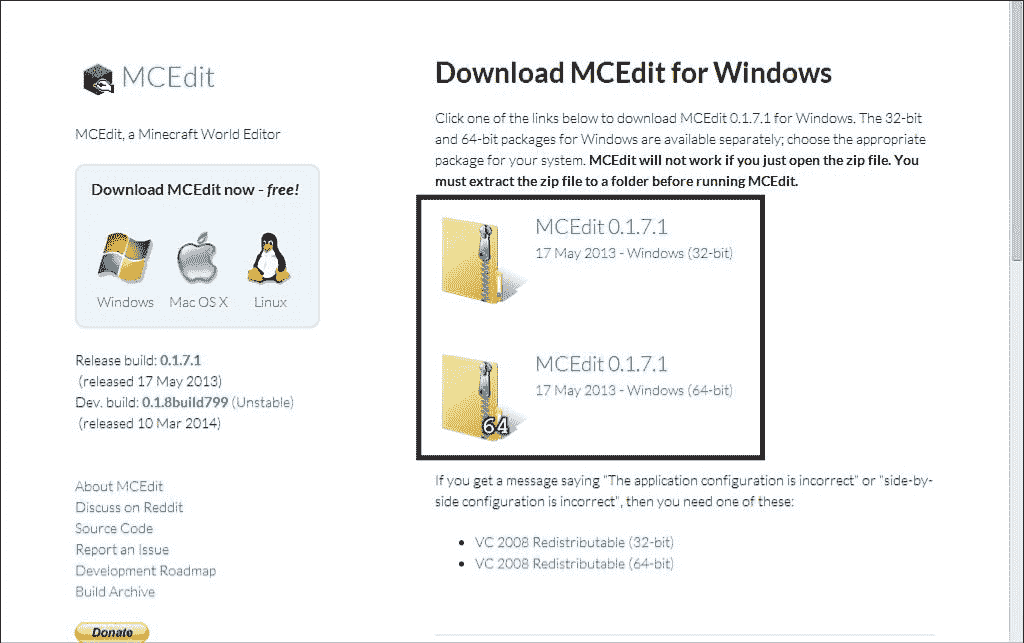 MCEdit
MCEdit, a Minecraft World Editor
Download MCEdit now - free!
Windows
Mac OS X
Linux
Release build: 0.1.7.1
(released 17 May 2013)
Dev. build: 0.1.8build799 (Unstable)
(released 10 Mar 2014)
About MCEdit
Discuss on Reddit
Source Code
Report an Issue
Development Roadmap
Build Archive
Donate
Download MCEdit for Windows
Click one of the links below to download MCEdit 0.1.7.1 for Windows. The 32-bit
and 64-bit packages for Windows are available separately; choose the appropriate
package for your system. MCEdit will not work if you just open the zip file. You
must extract the zip file to a folder before running MCEdit.
MCEdit 0.1.7.1
17 May 2013 - Windows (32-bit)
64
MCEdit 0.1.7.1
17 May 2013 - Windows (64-bit)
If you get a message saying "The application configuration is incorrect" or "side-by-
side configuration is incorrect", then you need one of these:
• VC 2008 Redistributable (32-bit)
• VC 2008 Redistributable (64-bit)